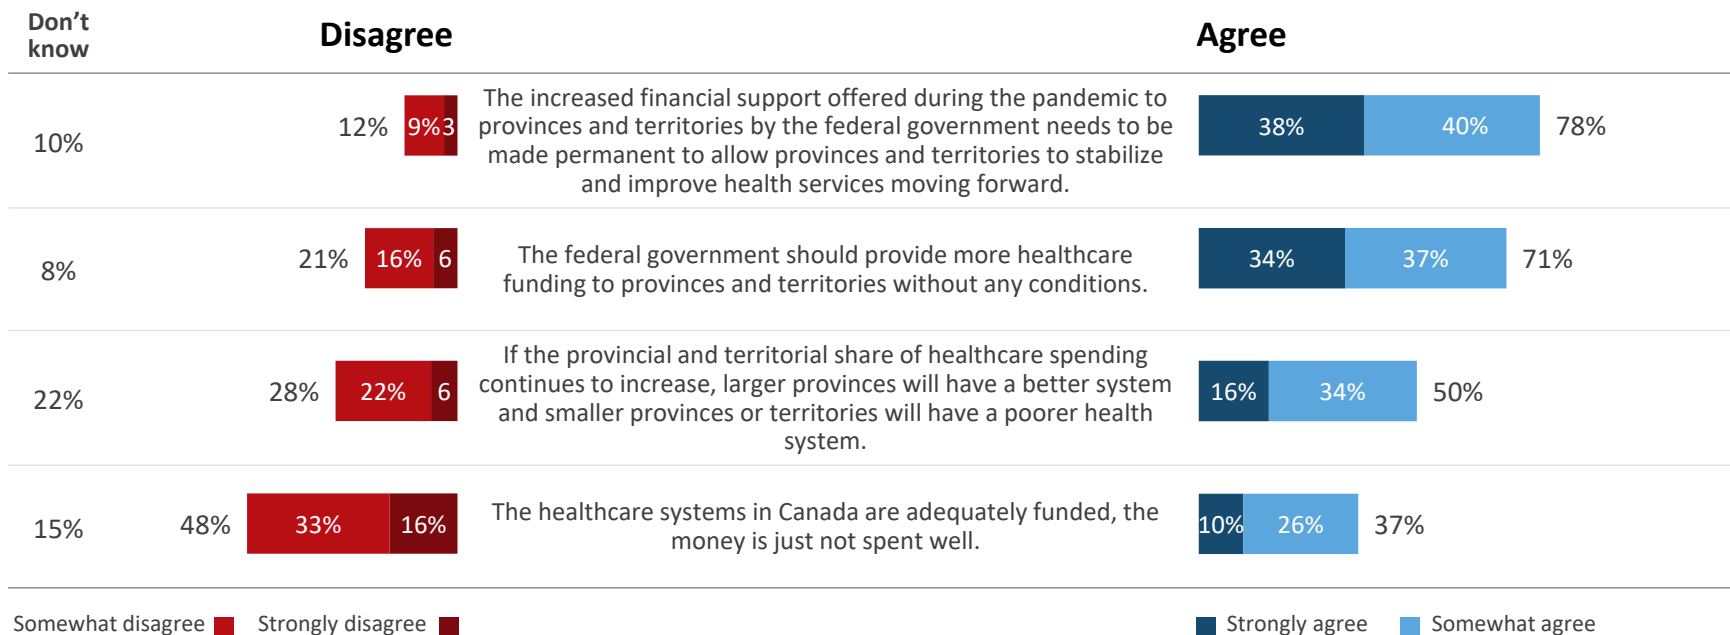 Don't
know
Disagree
Agree
10%
12%
9%
3
The increased financial support offered during the pandemic to
provinces and territories by the federal government needs to be
made permanent to allow provinces and territories to stabilize
and improve health services moving forward.
38%
40%
78%
8%
21%
16%
6
The federal government should provide more healthcare
funding to provinces and territories without any conditions.
34%
37%
71%
22%
28%
22%
6
If the provincial and territorial share of healthcare spending
continues to increase, larger provinces will have a better system
and smaller provinces or territories will have a poorer health
system.
16%
34%
50%
15%
48%
33%
16%
The healthcare systems in Canada are adequately funded, the
money is just not spent well.
10%
26%
37%
Somewhat disagree
Strongly disagree
Strongly agree
Somewhat agree